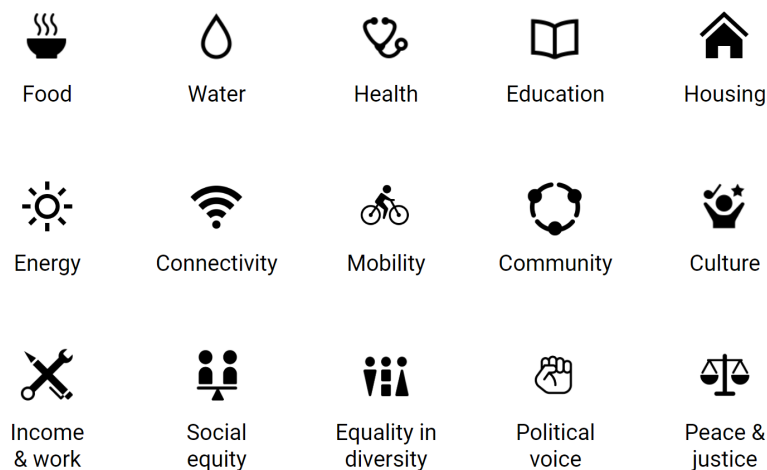 Food
Water
Health
Education
Housing
Energy
Connectivity
Mobility
Community
Culture
Income
& work
Social
equity
Equality in
diversity
Political
voice
Peace &
justice